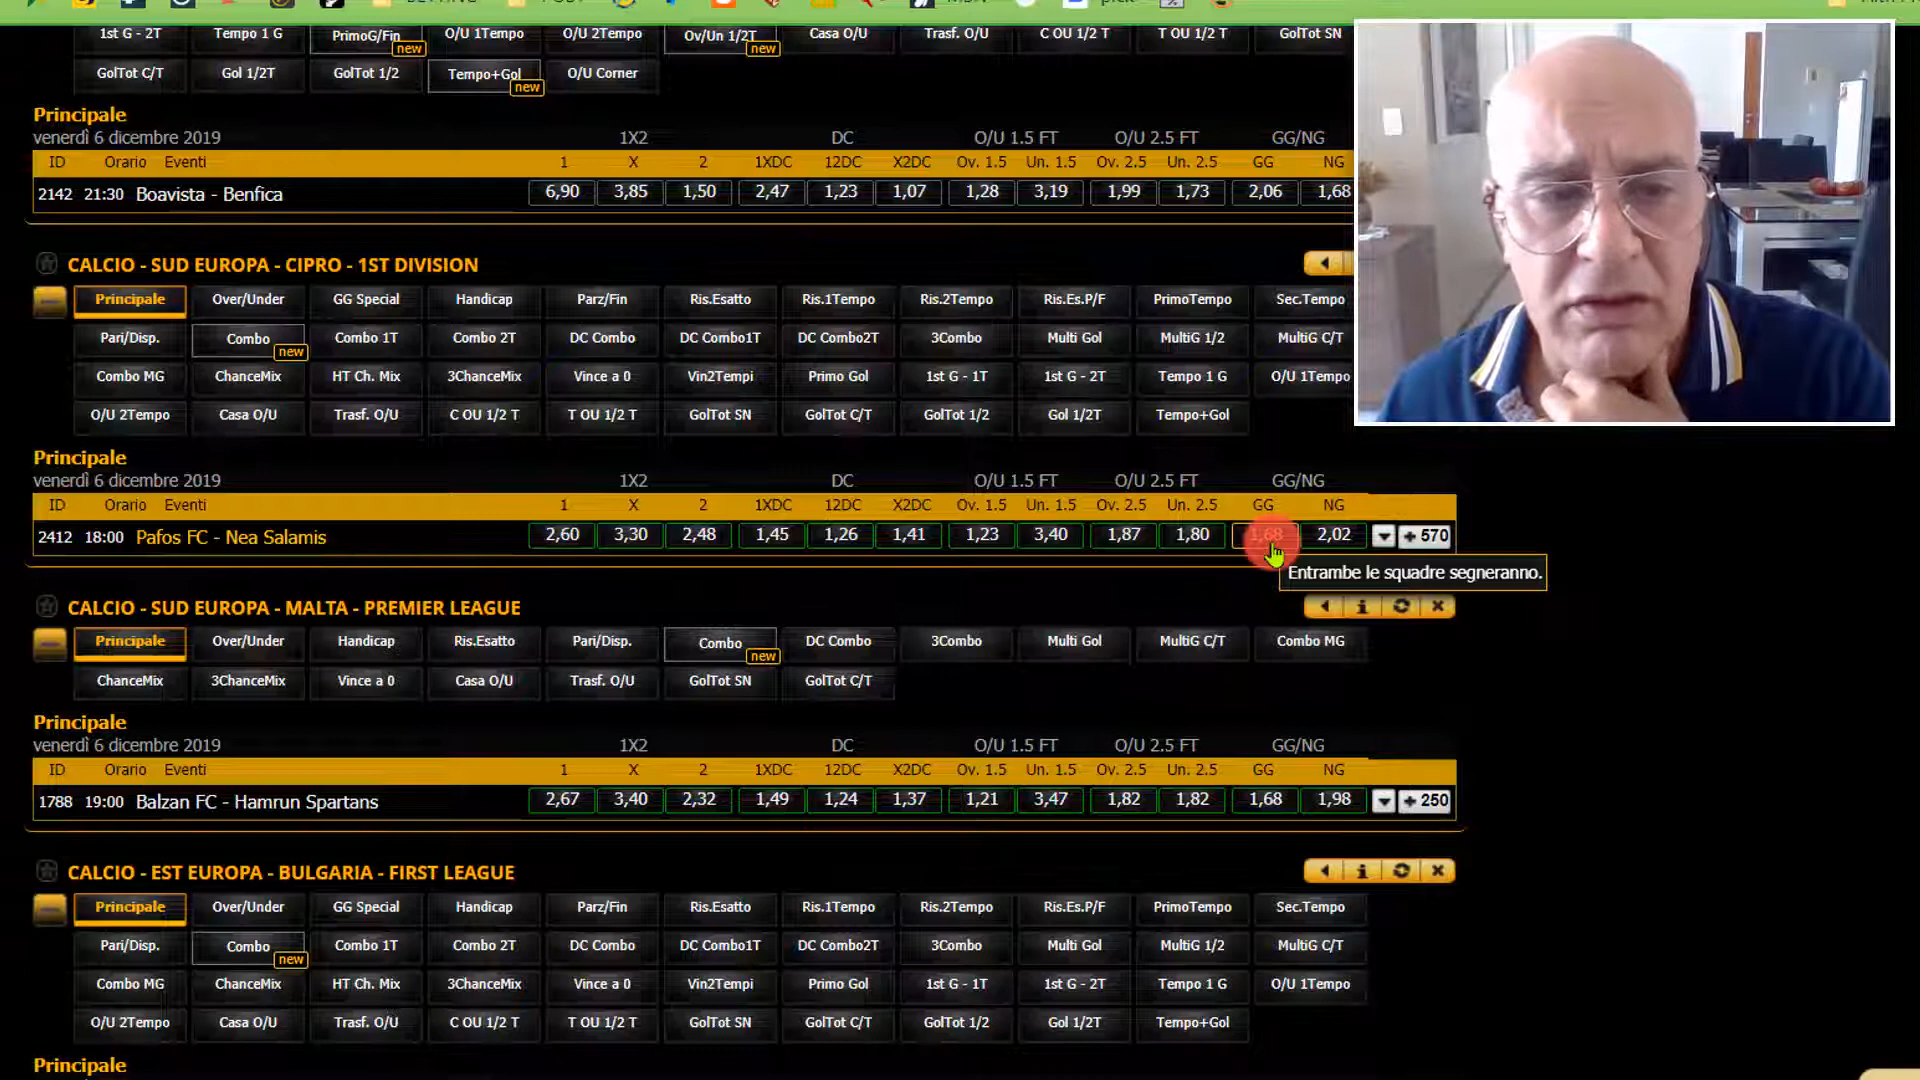 1st G - 2T Tempo 1 G PrimoG/Fin new O/U 1Tempo O/U 2Tempo Ov/Un 1/2T new Casa O/U Trasf. O/U C OU 1/2 T T OU 1/2 T GolTot SN
GolTot C/T Gol 1/2T GolTot 1/2 Tempo+Gol new O/U Corner
Principale
venerdì 6 dicembre 2019 1X2 DC O/U 1.5 FT O/U 2.5 FT GG/NG
ID Orario Eventi 1 X 2 1XDC 12DC X2DC Ov. 1.5 Un. 1.5 Ov. 2.5 Un. 2.5 GG NG
2142 21:30 Boavista - Benfica 6,90 3,85 1,50 2,47 1,23 1,07 1,28 3,19 1,99 1,73 2,06 1,68
CALCIO - SUD EUROPA - CIPRO - 1ST DIVISION
Principale Over/Under GG Special Handicap Parz/Fin Ris.Esatto Ris.1Tempo Ris.2Tempo Ris.Es.P/F PrimoTempo Sec.Tempo
Pari/Disp. Combo new Combo 1T Combo 2T DC Combo DC Combo1T DC Combo2T 3Combo Multi Gol MultiG 1/2 MultiG C/T
Combo MG ChanceMix HT Ch. Mix 3ChanceMix Vince a 0 Vin2Tempi Primo Gol 1st G - 1T 1st G - 2T Tempo 1 G O/U 1Tempo
O/U 2Tempo Casa O/U Trasf. O/U C OU 1/2 T T OU 1/2 T GolTot SN GolTot C/T GolTot 1/2 Gol 1/2T Tempo+Gol
Principale
venerdì 6 dicembre 2019 1X2 DC O/U 1.5 FT O/U 2.5 FT GG/NG
ID Orario Eventi 1 X 2 1XDC 12DC X2DC Ov. 1.5 Un. 1.5 Ov. 2.5 Un. 2.5 GG NG
2412 18:00 Pafos FC - Nea Salamis 2,60 3,30 2,48 1,45 1,26 1,41 1,23 3,40 1,87 1,80 1,68 2,02 + 570
Entrambe le squadre segneranno.
CALCIO - SUD EUROPA - MALTA - PREMIER LEAGUE
Principale Over/Under Handicap Ris.Esatto Pari/Disp. Combo new DC Combo 3Combo Multi Gol MultiG C/T Combo MG
ChanceMix 3ChanceMix Vince a 0 Casa O/U Trasf. O/U GolTot SN GolTot C/T
Principale
venerdì 6 dicembre 2019 1X2 DC O/U 1.5 FT O/U 2.5 FT GG/NG
ID Orario Eventi 1 X 2 1XDC 12DC X2DC Ov. 1.5 Un. 1.5 Ov. 2.5 Un. 2.5 GG NG
1788 19:00 Balzan FC - Hamrun Spartans 2,67 3,40 2,32 1,49 1,24 1,37 1,21 3,47 1,82 1,82 1,68 1,98 + 250
CALCIO - EST EUROPA - BULGARIA - FIRST LEAGUE
Principale Over/Under GG Special Handicap Parz/Fin Ris.Esatto Ris.1Tempo Ris.2Tempo Ris.Es.P/F PrimoTempo Sec.Tempo
Pari/Disp. Combo new Combo 1T Combo 2T DC Combo DC Combo1T DC Combo2T 3Combo Multi Gol MultiG 1/2 MultiG C/T
Combo MG ChanceMix HT Ch. Mix 3ChanceMix Vince a 0 Vin2Tempi Primo Gol 1st G - 1T 1st G - 2T Tempo 1 G O/U 1Tempo
O/U 2Tempo Casa O/U Trasf. O/U C OU 1/2 T T OU 1/2 T GolTot SN GolTot C/T GolTot 1/2 Gol 1/2T Tempo+Gol
Principale